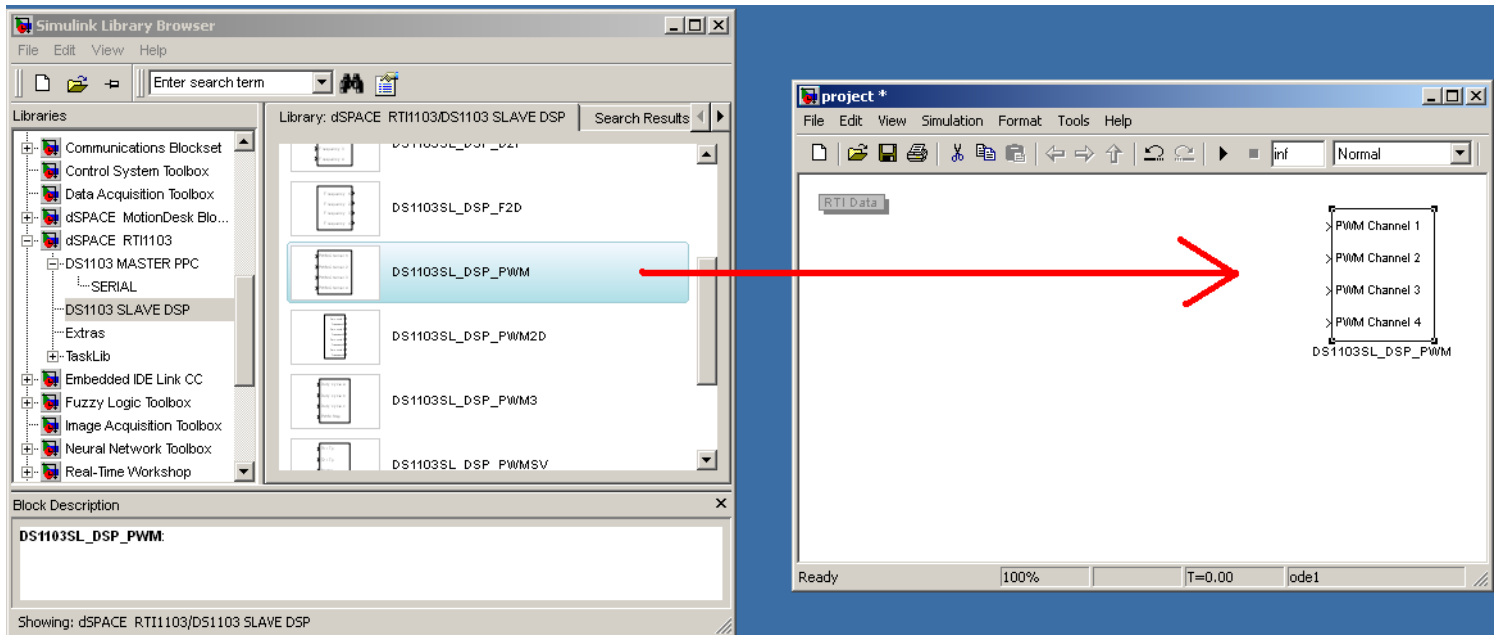 Simulink Library Browser
File Edit View Help
Enter search term
Libraries
Library: dSPACE RTI1103/DS1103 SLAVE DSP
Search Results
Communications Blockset
Control System Toolbox
Data Acquisition Toolbox
dSPACE MotionDesk Blo...
dSPACE RTI1103
DS1103 MASTER PPC
SERIAL
DS1103 SLAVE DSP
Extras
TaskLib
Embedded IDE Link CC
Fuzzy Logic Toolbox
Image Acquisition Toolbox
Neural Network Toolbox
Real-Time Workshop
DS1103SL_DSP_F2D
DS1103SL_DSP_PWM
DS1103SL_DSP_PWM2D
DS1103SL_DSP_PWM3
DS1103SL_DSP_PWMSV
Block Description
DS1103SL_DSP_PWM:
Showing: dSPACE RTI1103/DS1103 SLAVE DSP
project *
File Edit View Simulation Format Tools Help
inf Normal
RTI Data
PWM Channel 1
PWM Channel 2
PWM Channel 3
PWM Channel 4
DS1103SL_DSP_PWM
Ready 100% T=0.00 ode1